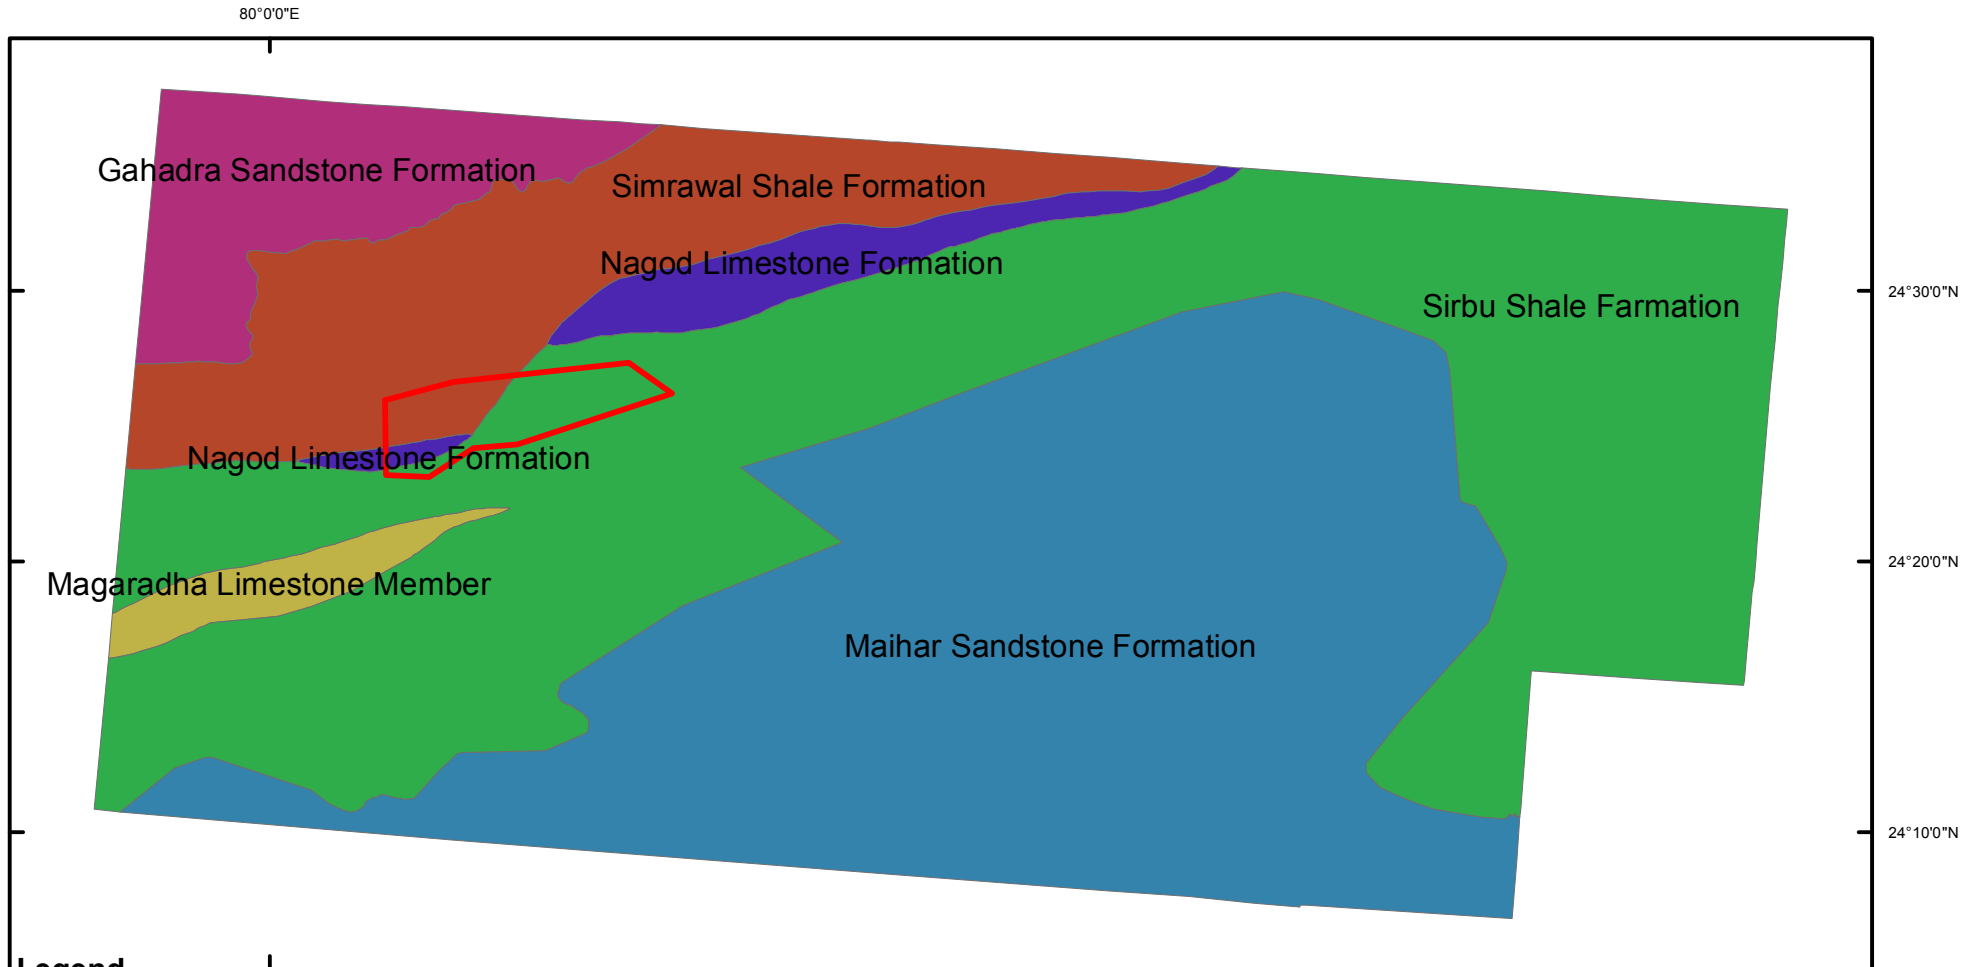 80°0'0"E
Gahadra Sandstone Formation
Simrawal Shale Formation
Nagod Limestone Formation
24°30'0"N
Sirbu Shale Farmation
Nagod Limestone Formation
24°20'0"N
Magaradha Limestone Member
Maihar Sandstone Formation
24°10'0"N
Legend